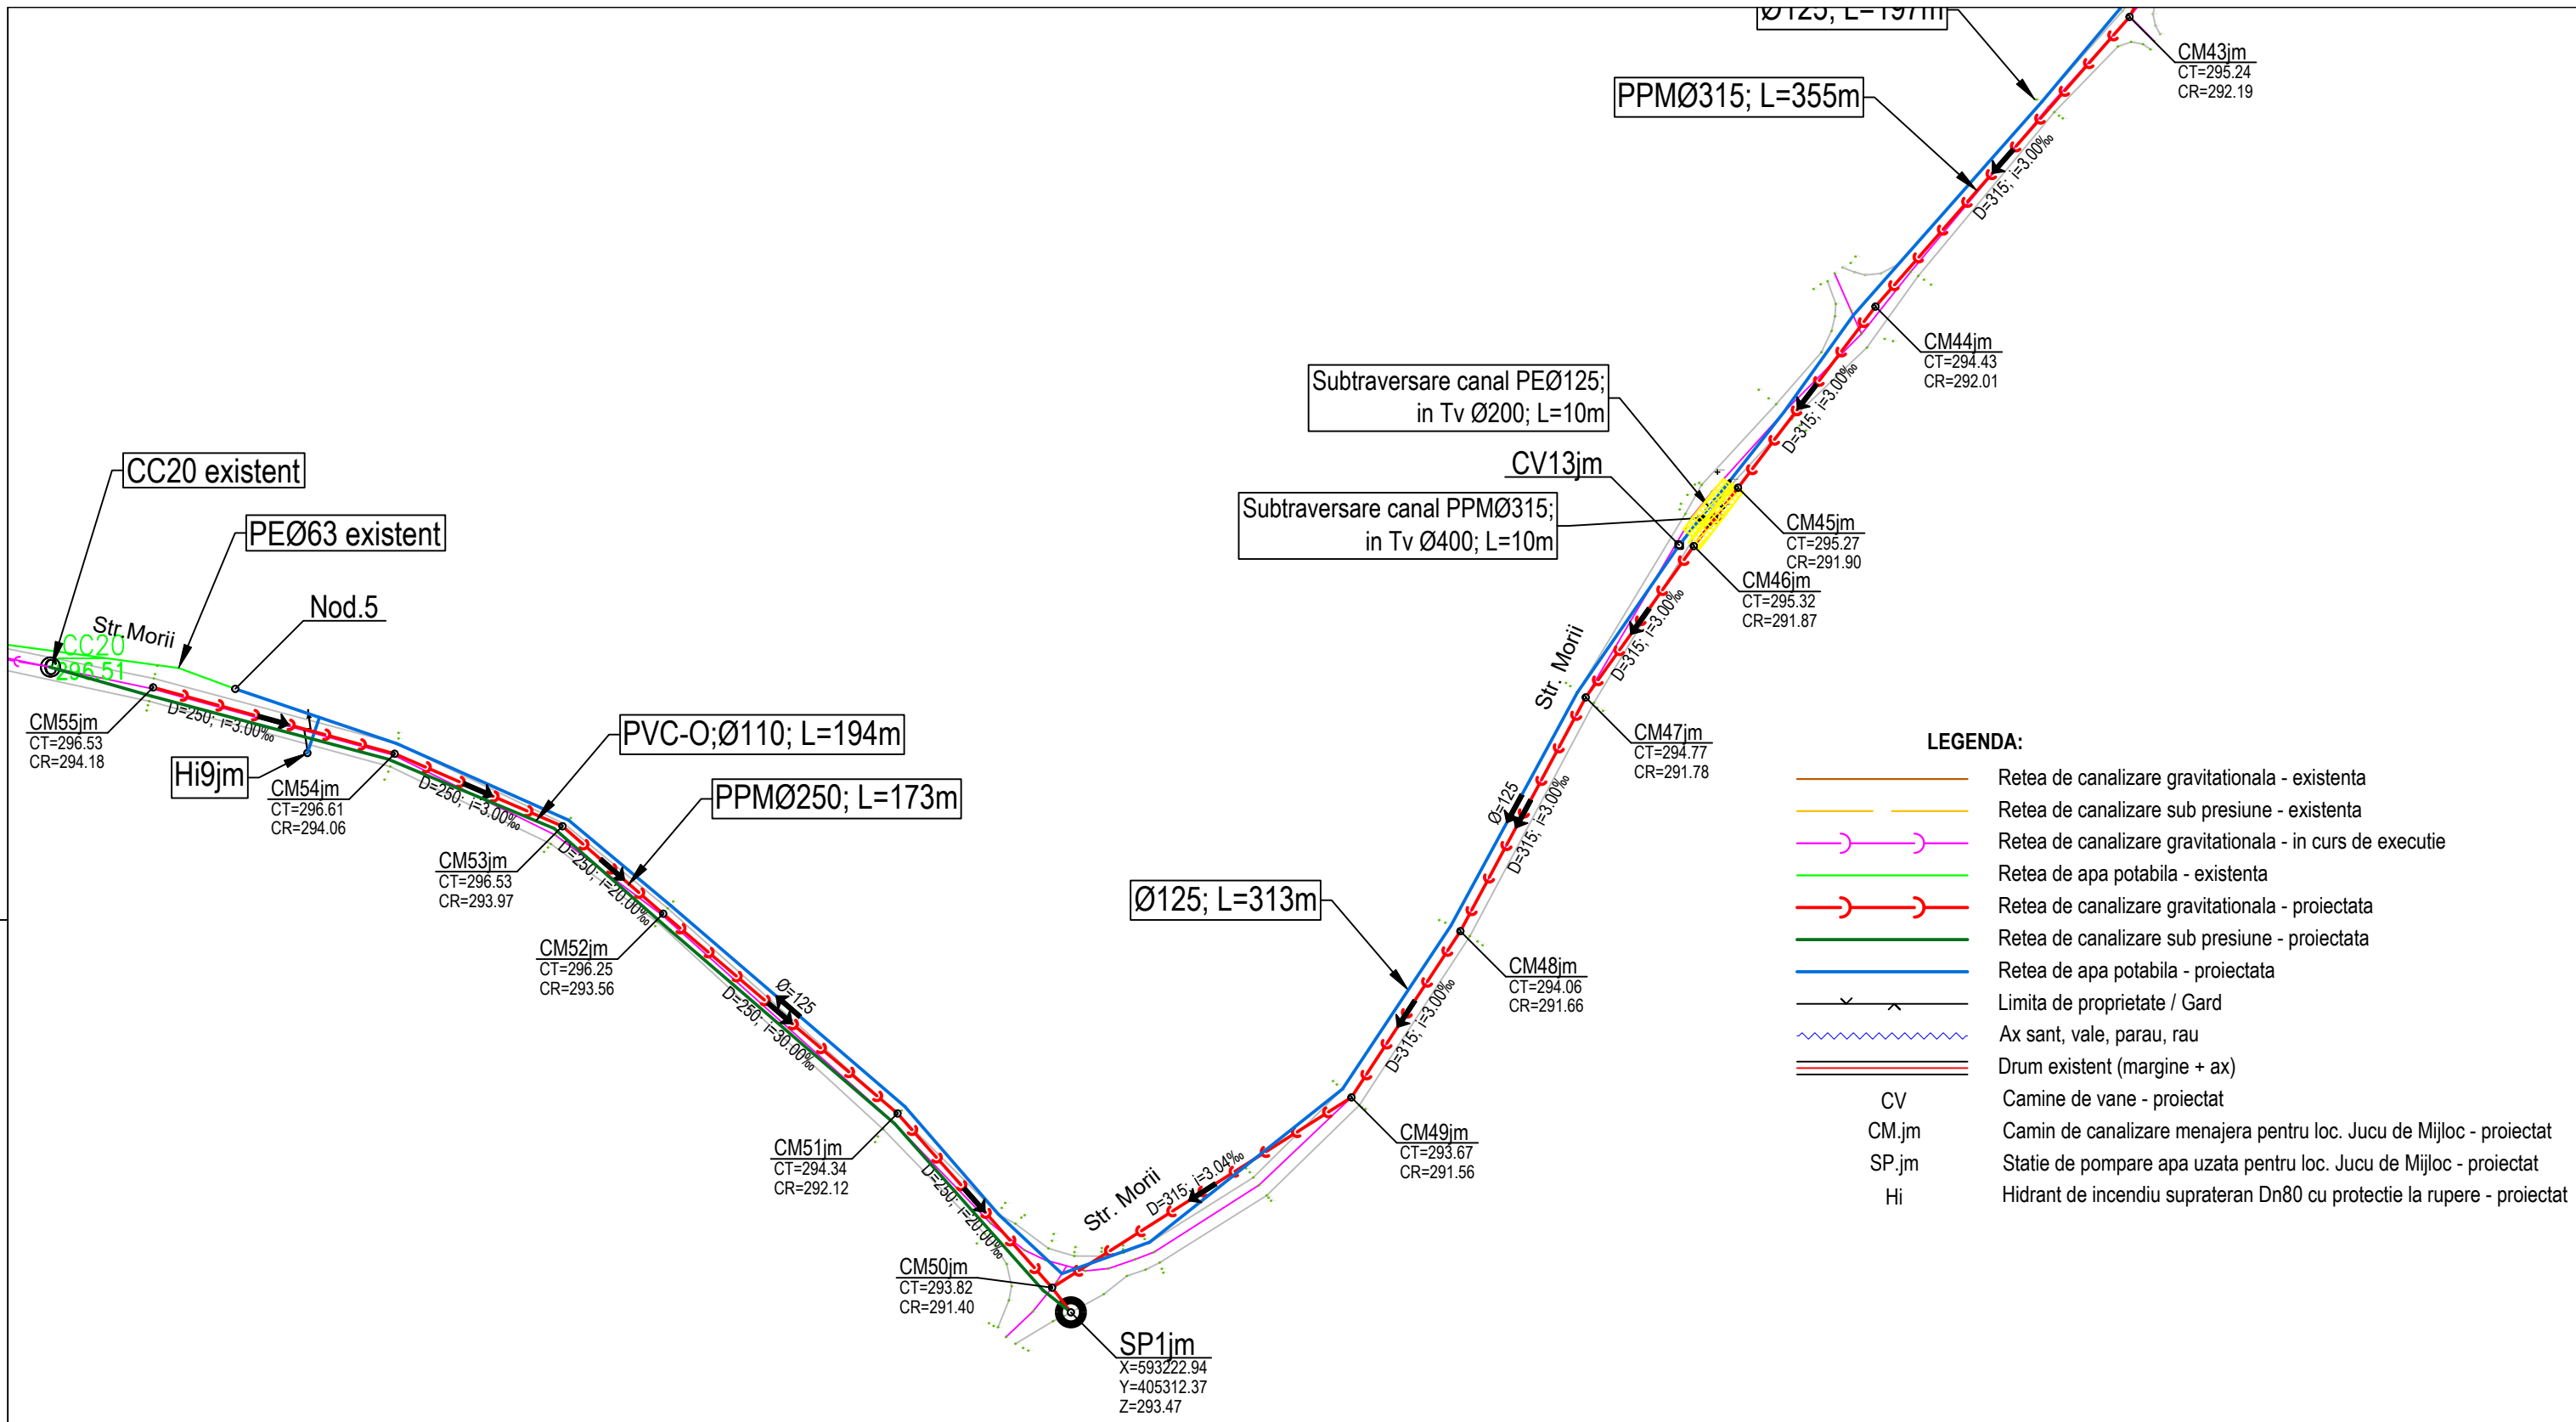 Ø125; L=197m
CM43jm
CT=295.24
CR=292.19
PPMØ315; L=355m
D=315; i=3.00‰
CM44jm
CT=294.43
CR=292.01
D=315; i=3.00‰
Subtraversare canal PEØ125;
in Tv Ø200; L=10m
CV13jm
Subtraversare canal PPMØ315;
in Tv Ø400; L=10m
CM45jm
CT=295.27
CR=291.90
CM46jm
CT=295.32
CR=291.87
D=315; i=3.00‰
Str. Morii
CM47jm
CT=294.77
CR=291.78
Ø=125
D=315; i=3.00‰
Ø125; L=313m
CM48jm
CT=294.06
CR=291.66
D=315; i=3.00‰
CM49jm
CT=293.67
CR=291.56
D=315; i=3.04‰
Str. Morii
CC20 existent
PEØ63 existent
Nod.5
Str.Morii
CC20
296.51
CM55jm
CT=296.53
CR=294.18
D=250; i=3.00‰
Hi9jm
CM54jm
CT=296.61
CR=294.06
D=250; i=3.00‰
PVC-O;Ø110; L=194m
PPMØ250; L=173m
CM53jm
CT=296.53
CR=293.97
D=250; i=20.00‰
CM52jm
CT=296.25
CR=293.56
Ø=125
D=250; i=30.00‰
CM51jm
CT=294.34
CR=292.12
D=250; i=20.00‰
CM50jm
CT=293.82
CR=291.40
SP1jm
X=593222.94
Y=405312.37
Z=293.47
LEGENDA:
Retea de canalizare gravitationala - existenta
Retea de canalizare sub presiune - existenta
Retea de canalizare gravitationala - in curs de executie
Retea de apa potabila - existenta
Retea de canalizare gravitationala - proiectata
Retea de canalizare sub presiune - proiectata
Retea de apa potabila - proiectata
Limita de proprietate / Gard
Ax sant, vale, parau, rau
Drum existent (margine + ax)
CV Camine de vane - proiectat
CM.jm Camin de canalizare menajera pentru loc. Jucu de Mijloc - proiectat
SP.jm Statie de pompare apa uzata pentru loc. Jucu de Mijloc - proiectat
Hi Hidrant de incendiu suprateran Dn80 cu protectie la rupere - proiectat